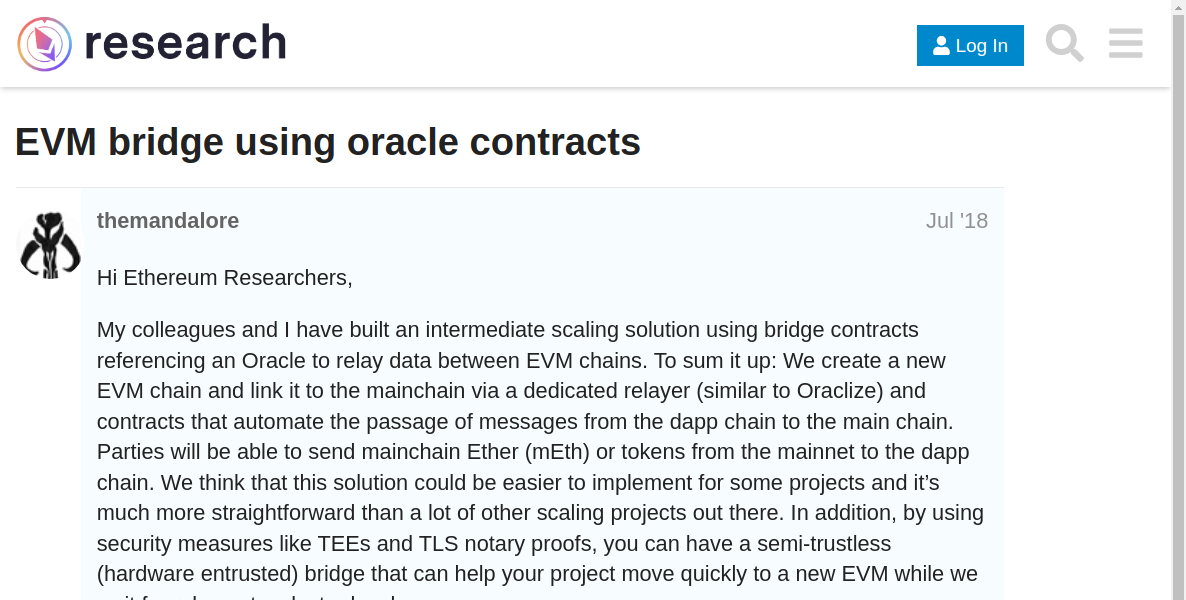 research
Log In
EVM bridge using oracle contracts
themandalore
Jul '18
Hi Ethereum Researchers,
My colleagues and I have built an intermediate scaling solution using bridge contracts
referencing an Oracle to relay data between EVM chains. To sum it up: We create a new
EVM chain and link it to the mainchain via a dedicated relayer (similar to Oraclize) and
contracts that automate the passage of messages from the dapp chain to the main chain.
Parties will be able to send mainchain Ether (mEth) or tokens from the mainnet to the dapp
chain. We think that this solution could be easier to implement for some projects and it’s
much more straightforward than a lot of other scaling projects out there. In addition, by using
security measures like TEEs and TLS notary proofs, you can have a semi-trustless
(hardware entrusted) bridge that can help your project move quickly to a new EVM while we